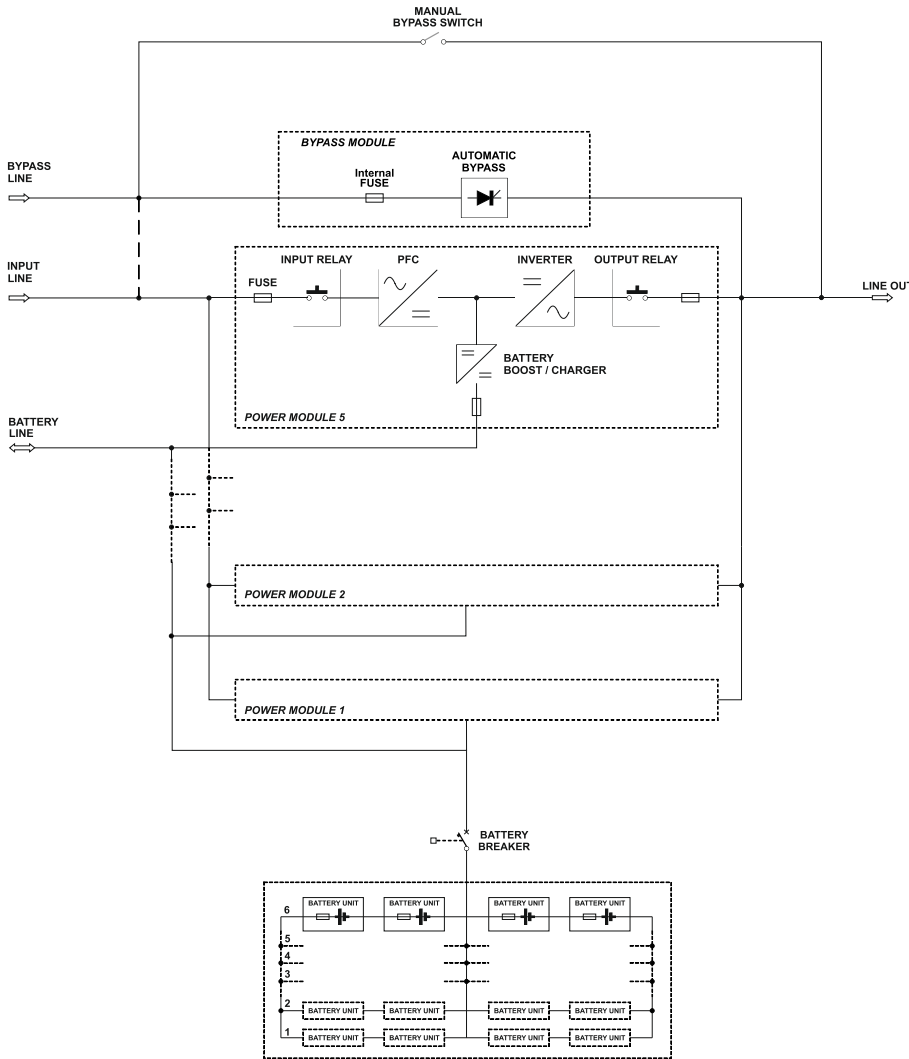 MANUAL
BYPASS SWITCH
BYPASS MODULE
AUTOMATIC
BYPASS
Internal
FUSE
BYPASS
LINE
INPUT
LINE
INPUT RELAY
PFC
INVERTER
OUTPUT RELAY
FUSE
LINE OUT
BATTERY
BOOST / CHARGER
POWER MODULE 5
BATTERY
LINE
POWER MODULE 2
POWER MODULE 1
BATTERY
BREAKER
6
BATTERY UNIT
BATTERY UNIT
BATTERY UNIT
BATTERY UNIT
5
4
3
2
BATTERY UNIT
BATTERY UNIT
BATTERY UNIT
BATTERY UNIT
1
BATTERY UNIT
BATTERY UNIT
BATTERY UNIT
BATTERY UNIT